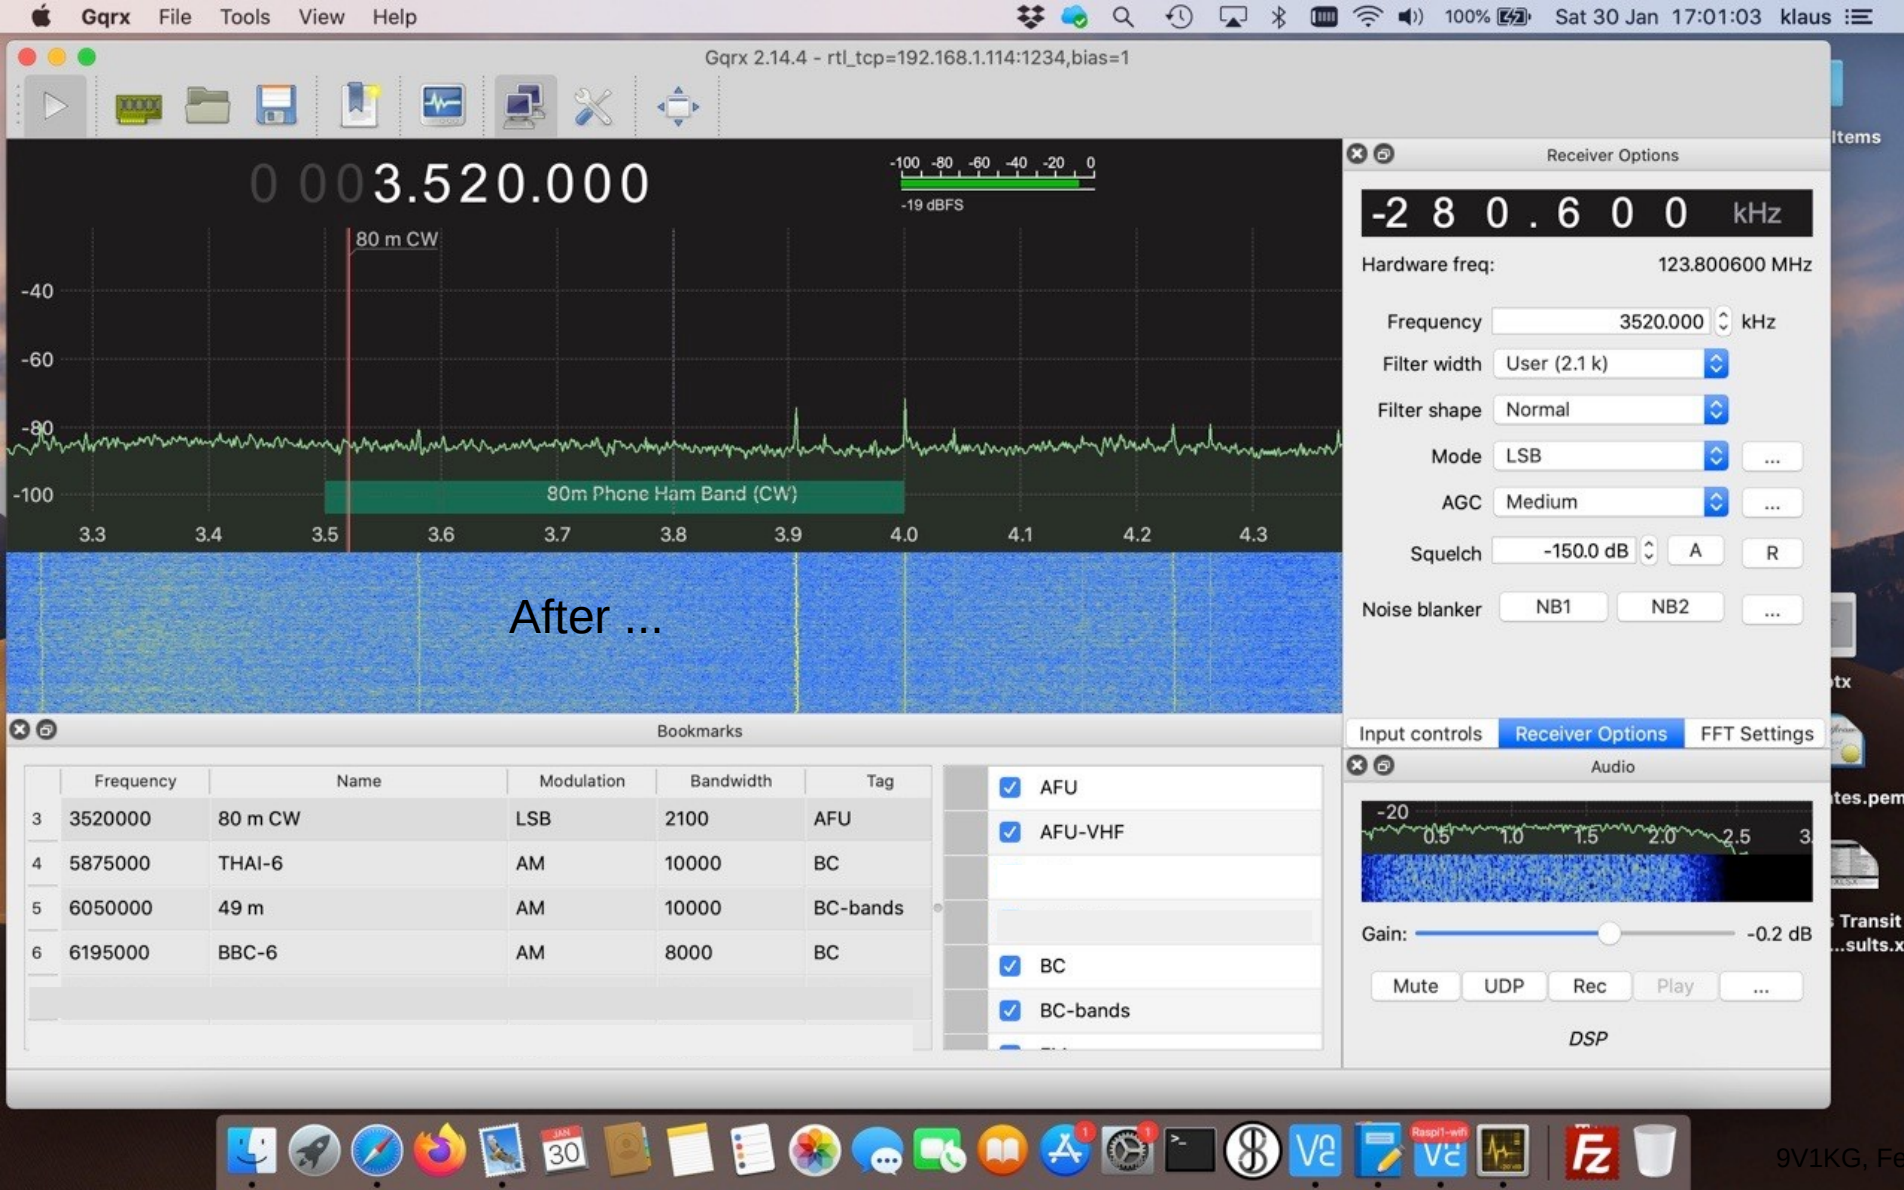 Gqrx File Tools View Help 100% Sat 30 Jan 17:01:03 klaus
Gqrx 2.14.4 - rtl_tcp=192.168.1.114:1234,bias=1
Items
0 003.520.000
-100 -80 -60 -40 -20 0
-19 dBFS
80 m CW
-40
-60
-80
-100
80m Phone Ham Band (CW)
3.3 3.4 3.5 3.6 3.7 3.8 3.9 4.0 4.1 4.2 4.3
After ...
Receiver Options
-280.600 kHz
Hardware freq: 123.800600 MHz
Frequency 3520.000 kHz
Filter width User (2.1 k)
Filter shape Normal
Mode LSB ...
AGC Medium ...
Squelch -150.0 dB A R
Noise blanker NB1 NB2 ...
Input controls Receiver Options FFT Settings
Bookmarks
Frequency Name Modulation Bandwidth Tag
3 3520000 80 m CW LSB 2100 AFU
4 5875000 THAI-6 AM 10000 BC
5 6050000 49 m AM 10000 BC-bands
6 6195000 BBC-6 AM 8000 BC
AFU
AFU-VHF
BC
BC-bands
Audio
-20
0.5 1.0 1.5 2.0 2.5 3.
Gain: -0.2 dB
Mute UDP Rec Play ...
DSP
tx
tes.pem
XLSX
s Transit
...sults.x
JAN
30
1
1
>_
VC
Raspi1-wifi
VC
Fz
9V1KG, Fe